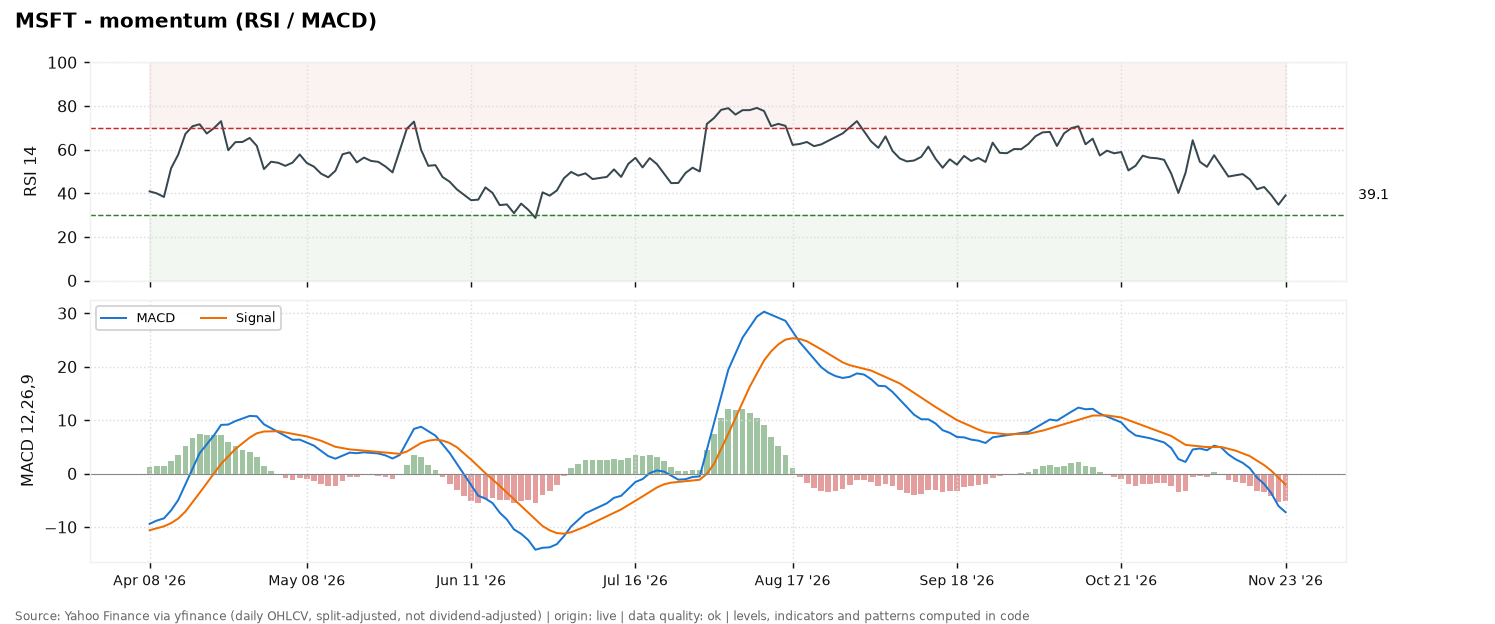 MSFT - momentum (RSI / MACD)
100
80
60
40
20
0
RSI 14
39.1
MACD
Signal
30
20
10
0
−10
MACD 12,26,9
Apr 08 '26
May 08 '26
Jun 11 '26
Jul 16 '26
Aug 17 '26
Sep 18 '26
Oct 21 '26
Nov 23 '26
Source: Yahoo Finance via yfinance (daily OHLCV, split-adjusted, not dividend-adjusted) | origin: live | data quality: ok | levels, indicators and patterns computed in code